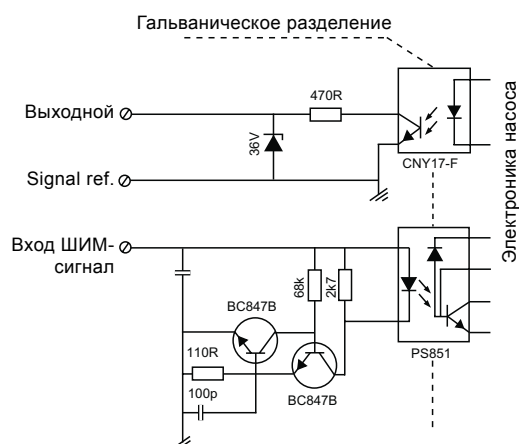 Гальваническое разделение
Выходной
470R
36V
CNY17-F
Signal ref.
Электроника насоса
Вход ШИМ-
сигнал
68k
2k7
BC847B
110R
100p
BC847B
PS851